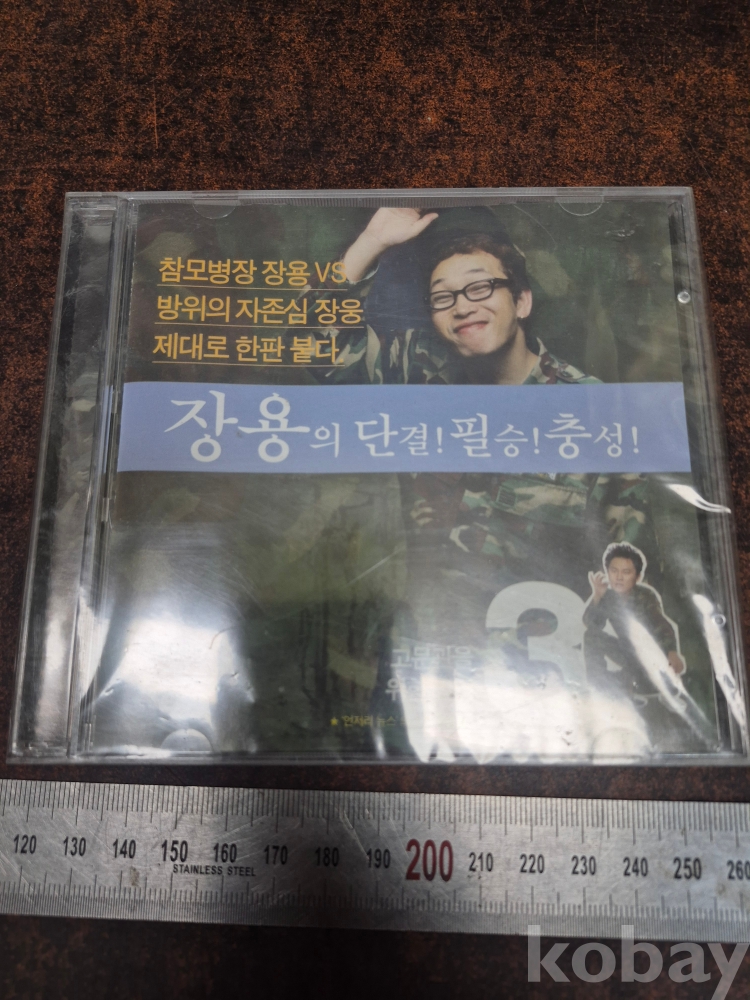 참모병장 장용 VS.
방위의 자존심 장웅
제대로 한판 붙다
장용의 단결! 필승! 충성!
3
120 130 140 150 160 170 180 190 200 210 220 230 240 250 260
STAINLESS STEEL
kobay